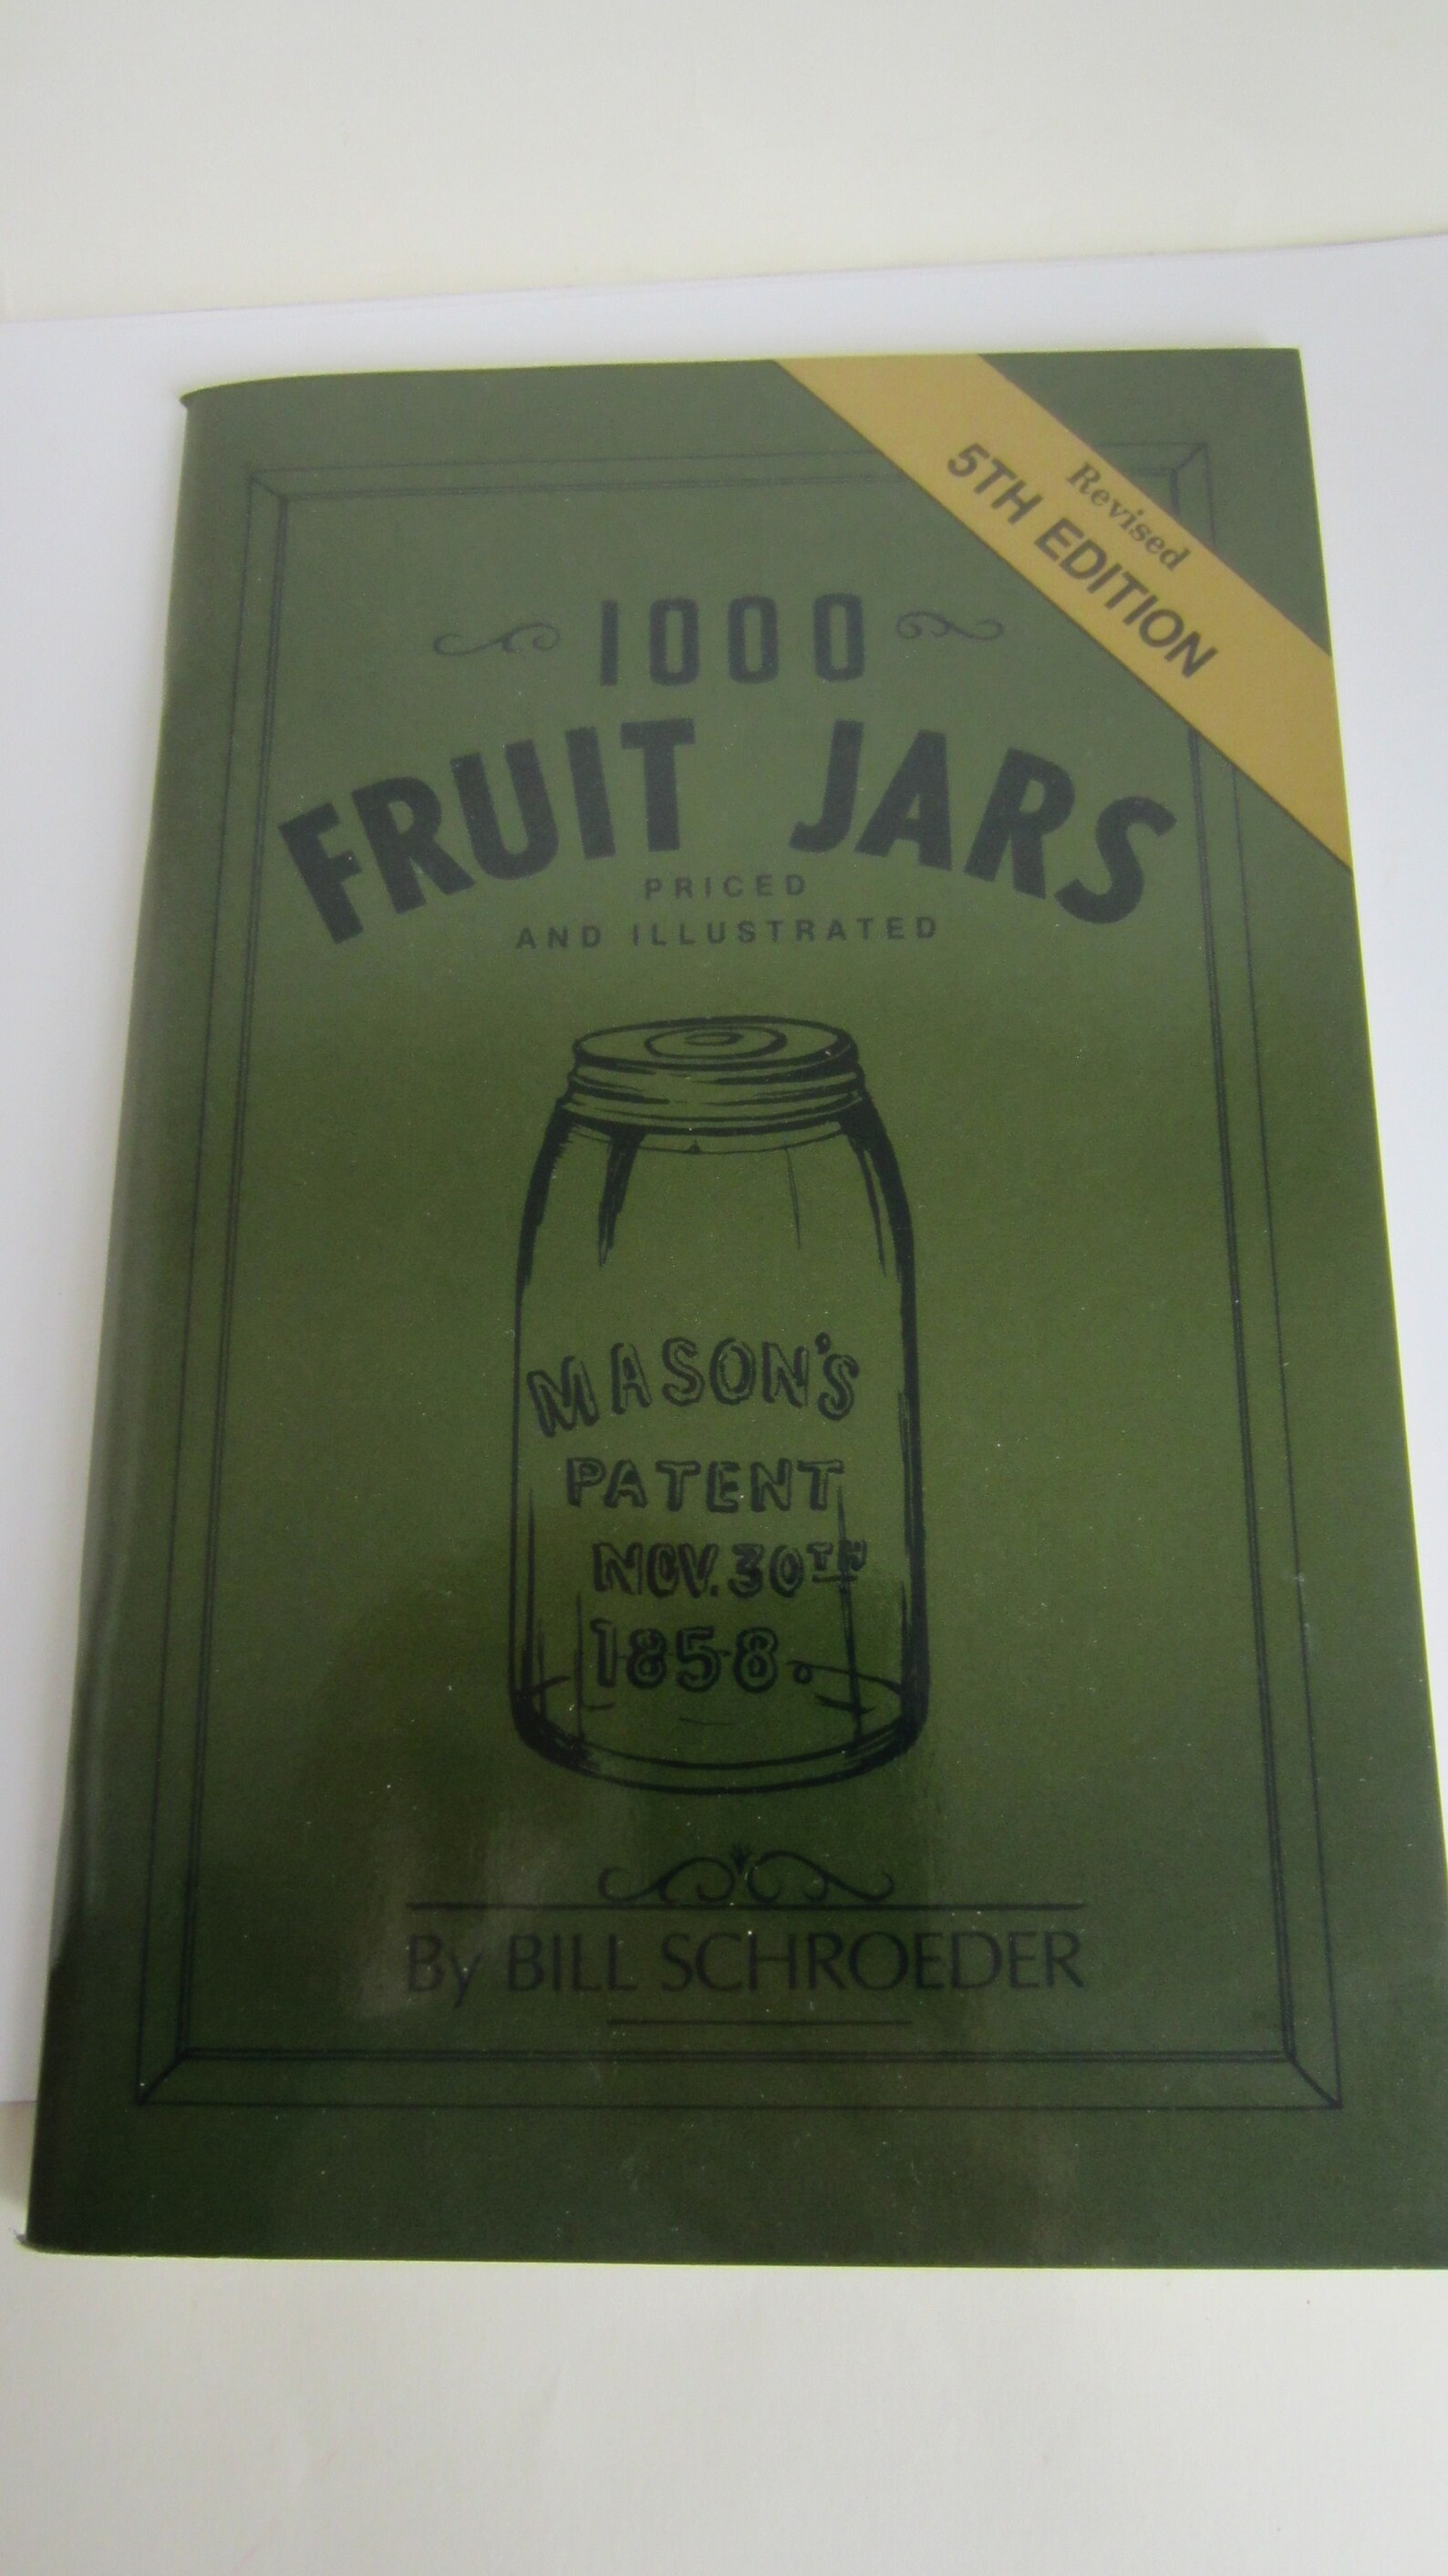 Revised
5TH EDITION
1000
FRUIT JARS
PRICED
AND ILLUSTRATED
MASON'S
PATENT
NOV. 30TH
1858.
By BILL SCHROEDER